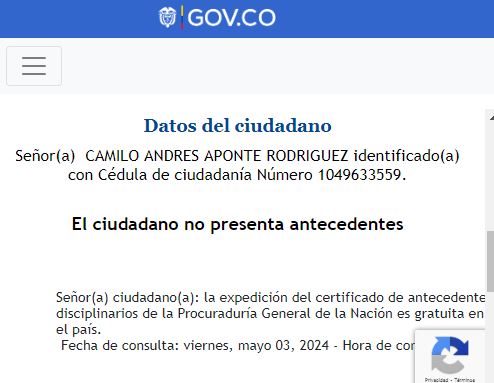 GOV.CO
Datos del ciudadano
Señor(a) CAMILO ANDRES APONTE RODRIGUEZ identificado(a)
con Cédula de ciudadanía Número 1049633559.
El ciudadano no presenta antecedentes
Señor(a) ciudadano(a): la expedición del certificado de antecedente
disciplinarios de la Procuraduría General de la Nación es gratuita en
el país.
Fecha de consulta: viernes, mayo 03, 2024 - Hora de con
Privacidad - Términos